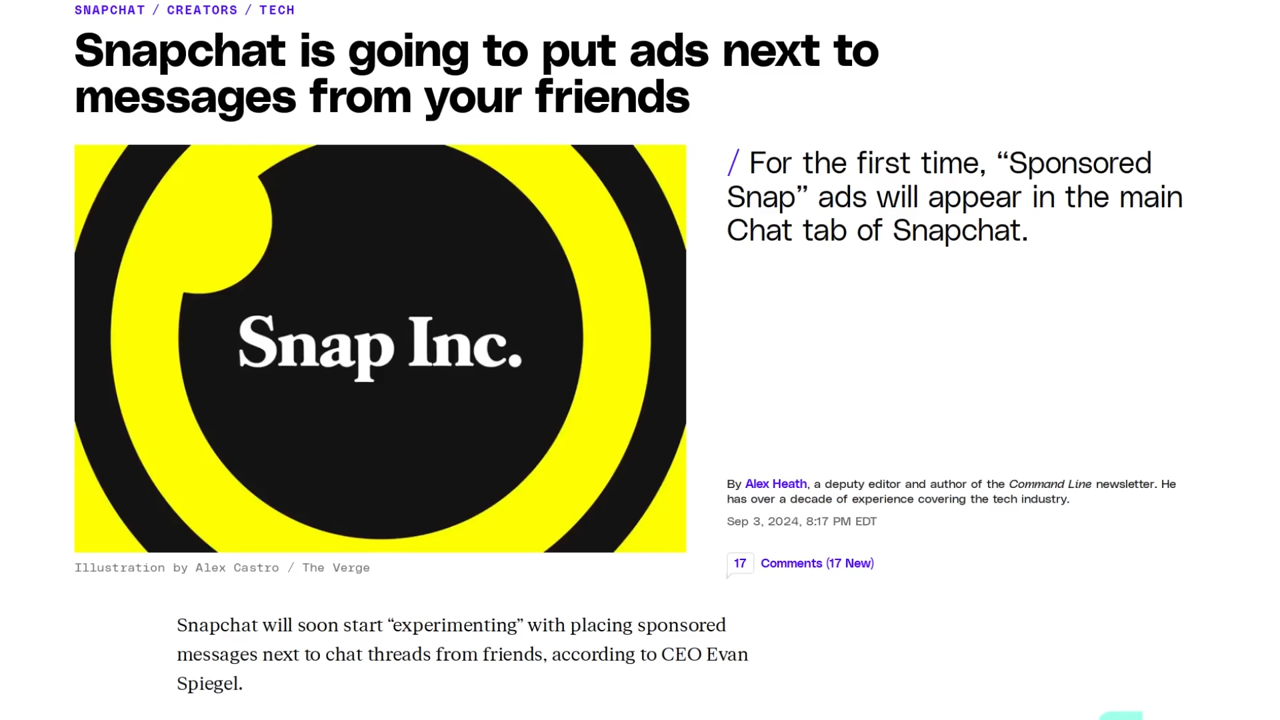 SNAPCHAT / CREATORS / TECH
Snapchat is going to put ads next to
messages from your friends
/ For the first time, “Sponsored
Snap” ads will appear in the main
Chat tab of Snapchat.
Snap Inc.
By Alex Heath, a deputy editor and author of the Command Line newsletter. He
has over a decade of experience covering the tech industry.
Sep 3, 2024, 8:17 PM EDT
17 Comments (17 New)
Illustration by Alex Castro / The Verge
Snapchat will soon start “experimenting” with placing sponsored
messages next to chat threads from friends, according to CEO Evan
Spiegel.